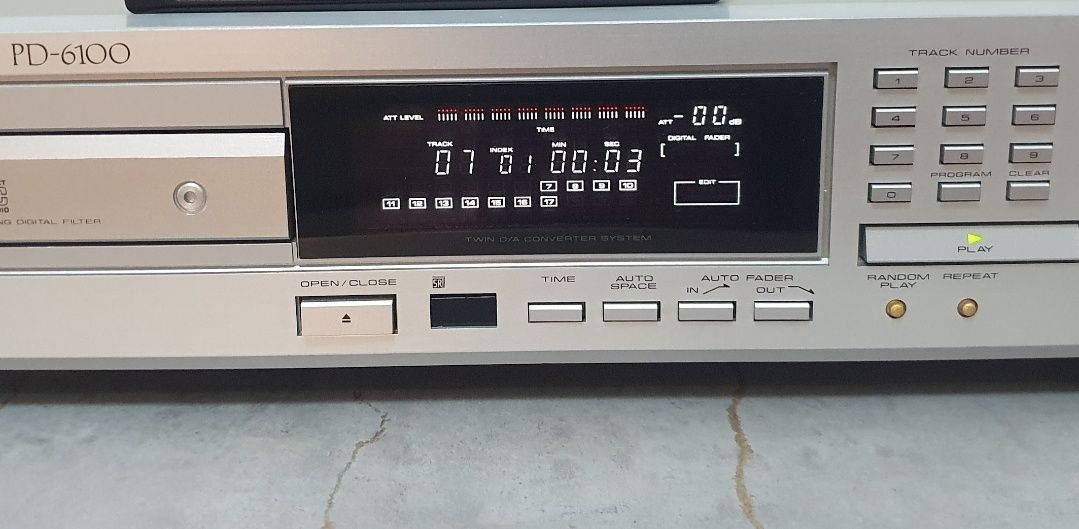 PD-6100
NG DIGITAL FILTER
ATT LEVEL
ATT -00 dB
TIME
TRACK INDEX MIN SEC
07 01 00:03
DIGITAL FADER
[ ]
7 8 9 10
11 12 13 14 15 16 17
EDIT
TWIN D/A CONVERTER SYSTEM
TRACK NUMBER
1 2 3
4 5 6
7 8 9
0 PROGRAM CLEAR
PLAY
OPEN/CLOSE
SR
TIME
AUTO SPACE
AUTO FADER
IN OUT
RANDOM PLAY
REPEAT